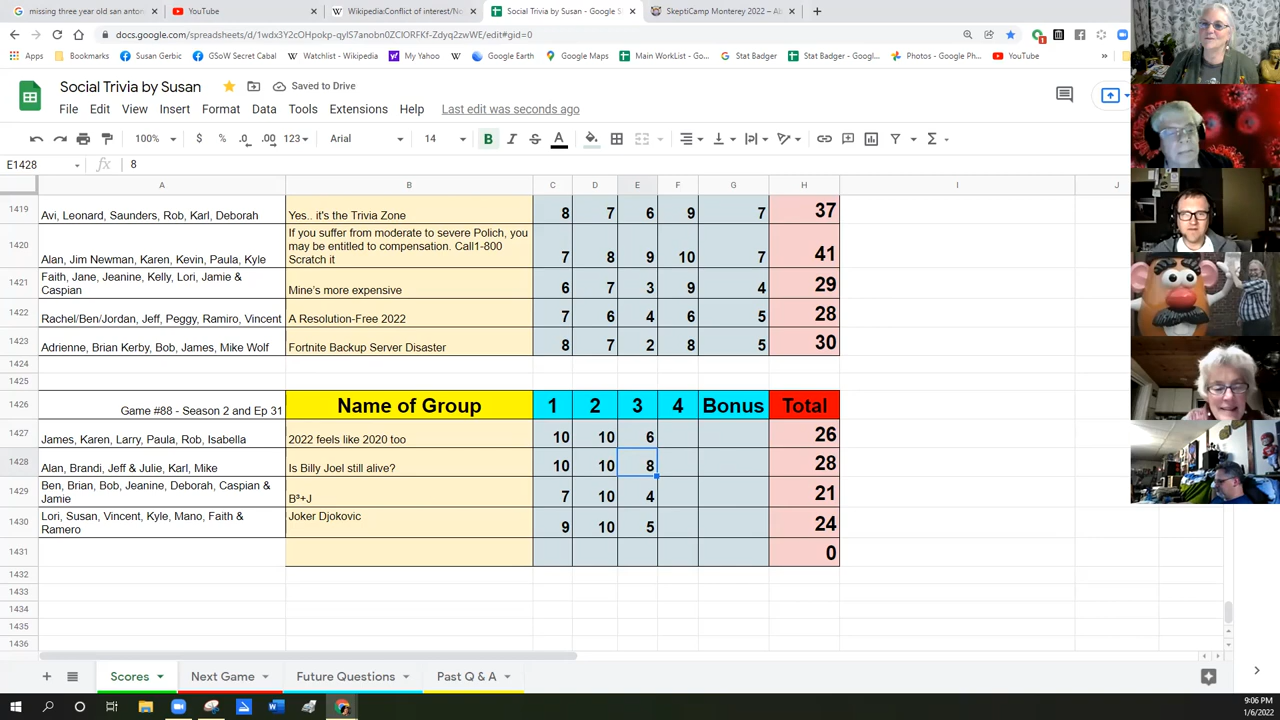 missing three year old san anton
YouTube
Wikipedia:Conflict of interest/No
Social Trivia by Susan - Google S
SkeptiCamp Monterey 2022 – A
docs.google.com/spreadsheets/d/1wdx3Y2cOHpokp-qyIS7anobn0ZCIORFKf-Zdyq2zwWE/edit#gid=0
Apps Susan Gerbic GSoW Secret Cabal Watchlist - Wikipedia My Yahoo Google Earth Google Maps Main WorkList - Go... Stat Badger Stat Badger - Googl... Photos - Google Ph... YouTube »
Social Trivia by Susan
Saved to Drive
File Edit View Insert Format Data Tools Extensions Help Last edit was seconds ago
100% $ % .0 .00 123 Arial 14 B I S A
E1428 fx 8
A B C D E F G H I J
1419 Avi, Leonard, Saunders, Rob, Karl, Deborah Yes.. it's the Trivia Zone 8 7 6 9 7 37
If you suffer from moderate to severe Polich, you
may be entitled to compensation. Call1-800
1420 Alan, Jim Newman, Karen, Kevin, Paula, Kyle Scratch it 7 8 9 10 7 41
Faith, Jane, Jeanine, Kelly, Lori, Jamie &
1421 Caspian Mine's more expensive 6 7 3 9 4 29
1422 Rachel/Ben/Jordan, Jeff, Peggy, Ramiro, Vincent A Resolution-Free 2022 7 6 4 6 5 28
1423 Adrienne, Brian Kerby, Bob, James, Mike Wolf Fortnite Backup Server Disaster 8 7 2 8 5 30
1424
1425
1426 Game #88 - Season 2 and Ep 31 Name of Group 1 2 3 4 Bonus Total
1427 James, Karen, Larry, Paula, Rob, Isabella 2022 feels like 2020 too 10 10 6 26
1428 Alan, Brandi, Jeff & Julie, Karl, Mike Is Billy Joel still alive? 10 10 8 28
Ben, Brian, Bob, Jeanine, Deborah, Caspian &
1429 Jamie B³+J 7 10 4 21
Lori, Susan, Vincent, Kyle, Mano, Faith & Joker Djokovic
1430 Ramero 9 10 5 24
1431 0
1432
1433
1434
1435
1436
Scores Next Game Future Questions Past Q & A
9:06 PM
1/6/2022